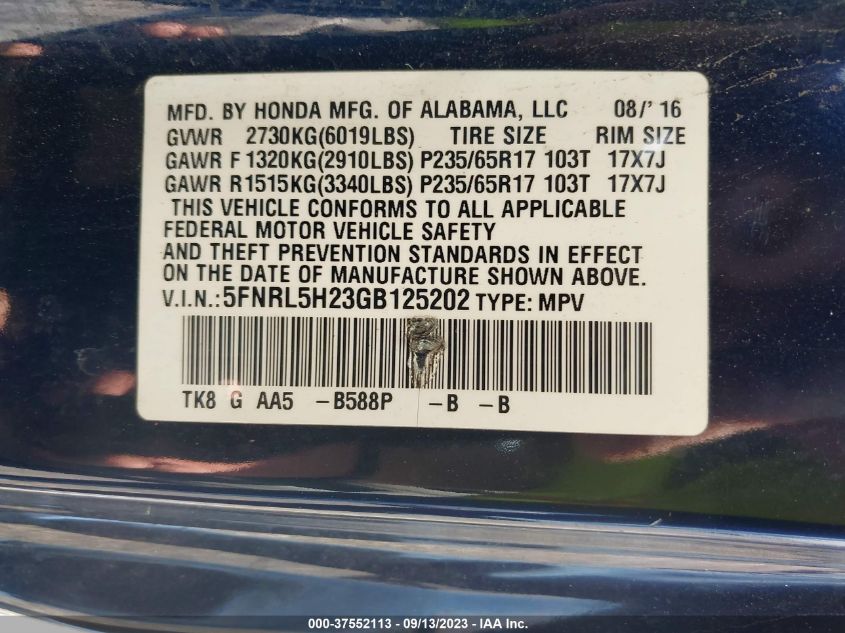 MFD. BY HONDA MFG. OF ALABAMA, LLC 08/'16
GVWR 2730KG(6019LBS) TIRE SIZE RIM SIZE
GAWR F 1320KG(2910LBS) P235/65R17 103T 17X7J
GAWR R1515KG(3340LBS) P235/65R17 103T 17X7J
THIS VEHICLE CONFORMS TO ALL APPLICABLE
FEDERAL MOTOR VEHICLE SAFETY
AND THEFT PREVENTION STANDARDS IN EFFECT
ON THE DATE OF MANUFACTURE SHOWN ABOVE.
V.I.N.: 5FNRL5H23GB125202 TYPE: MPV
TK8 G AA5 -B588P -B -B
000-37552113 - 09/13/2023 - IAA Inc.